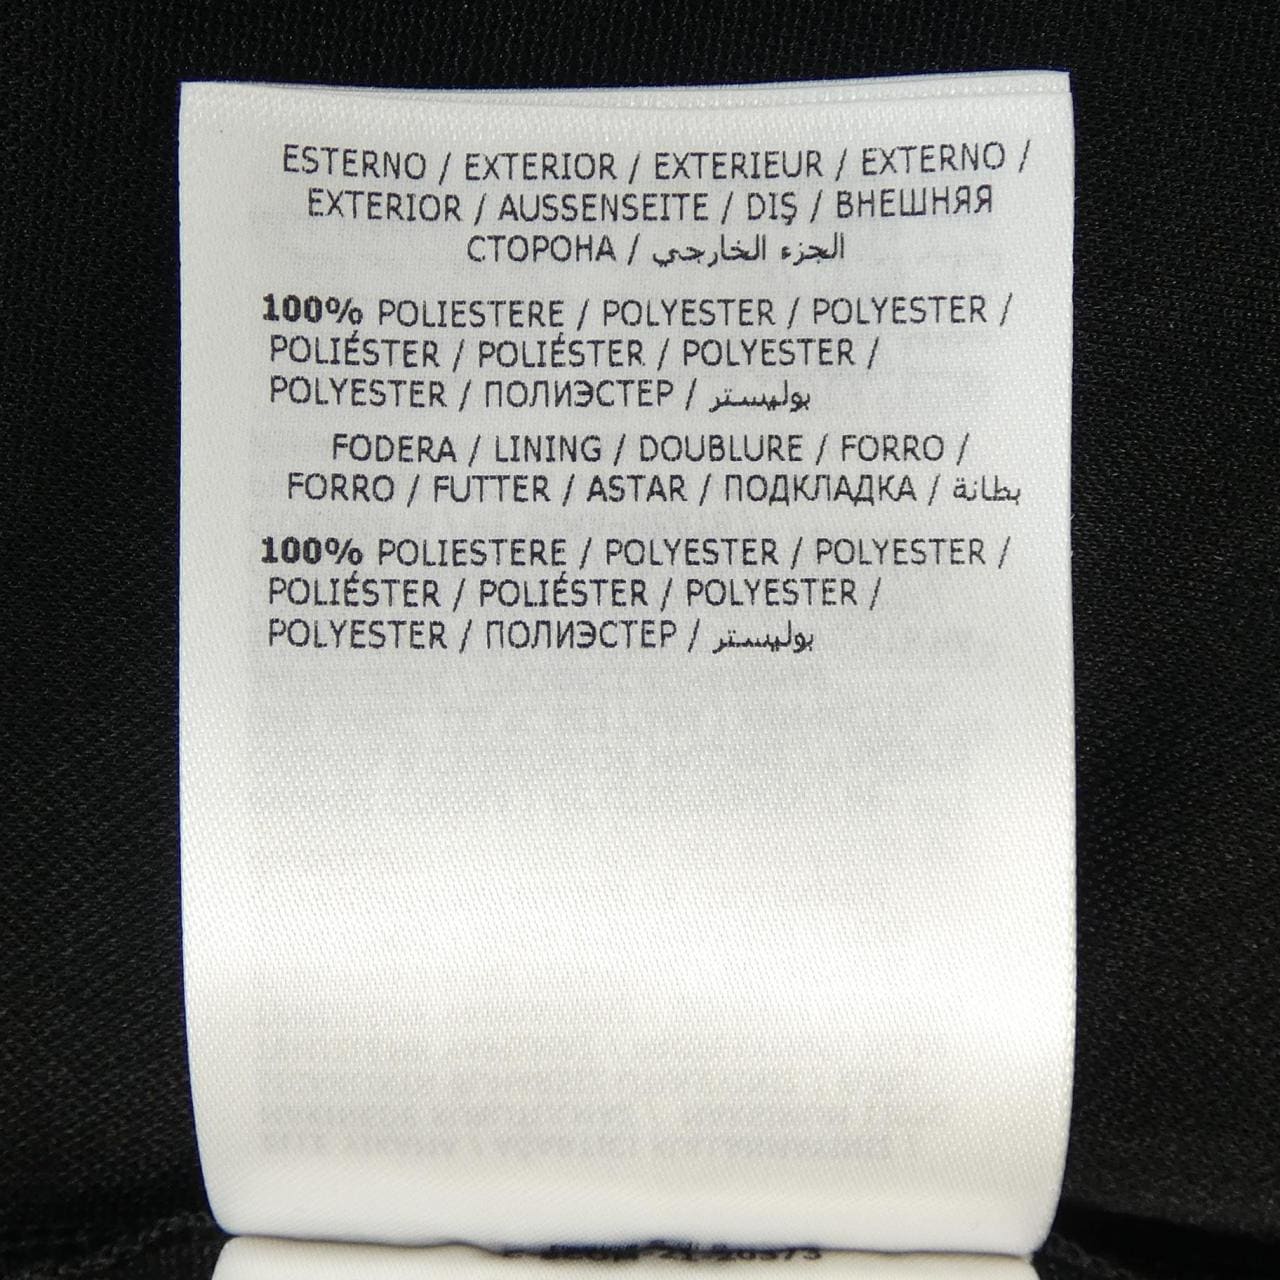 ESTERNO / EXTERIOR / EXTERIEUR / EXTERNO /
EXTERIOR / AUSSENSEITE / DIŞ / ВНЕШНЯЯ
СТОРОНА / الجزء الخارجي
100% POLIESTERE / POLYESTER / POLYESTER /
POLIÉSTER / POLIÉSTER / POLYESTER /
POLYESTER / ПОЛИЭСТЕР / بوليستر
FODERA / LINING / DOUBLURE / FORRO /
FORRO / FUTTER / ASTAR / ПОДКЛАДКА / بطانة
100% POLIESTERE / POLYESTER / POLYESTER /
POLIÉSTER / POLIÉSTER / POLYESTER /
POLYESTER / ПОЛИЭСТЕР / بوليستر